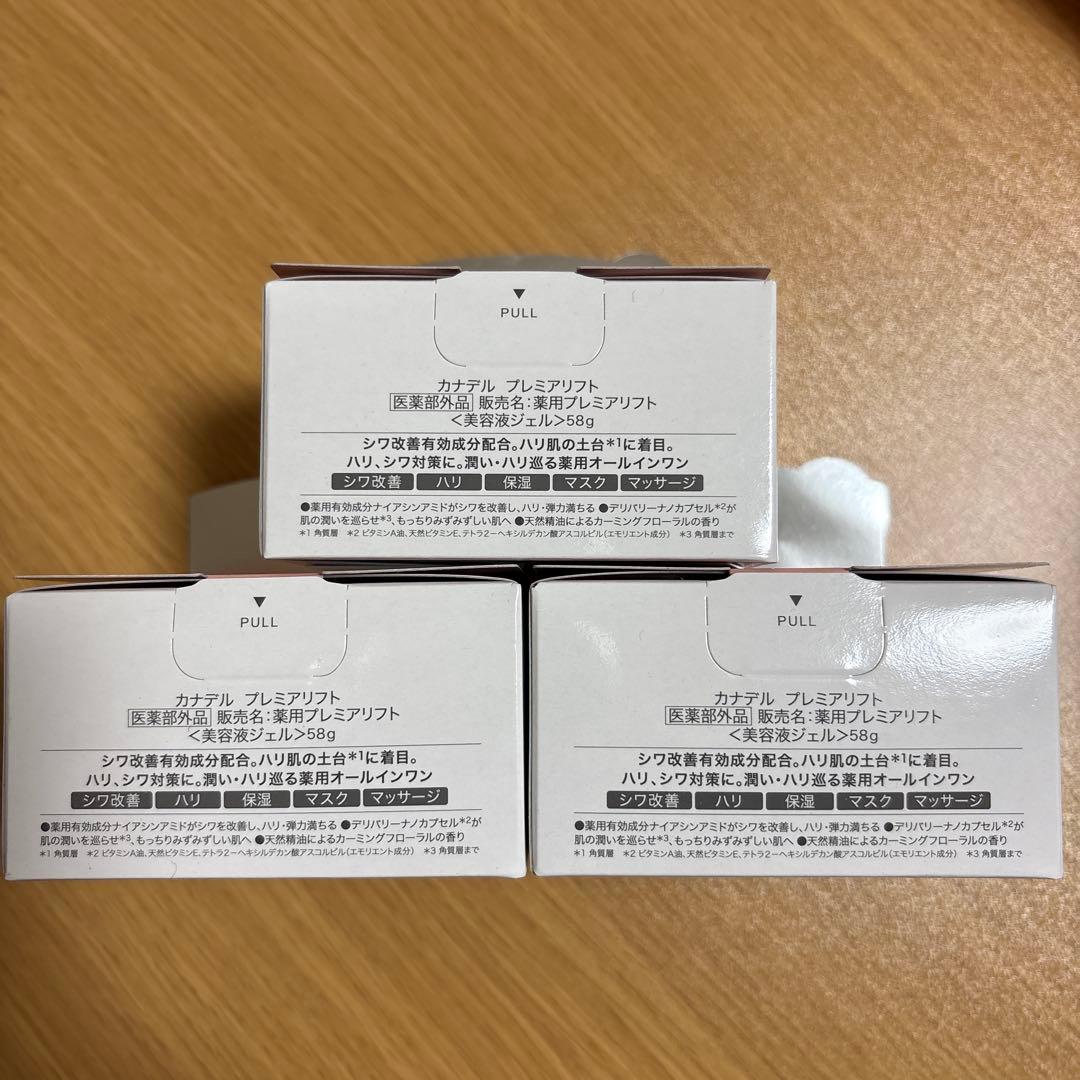 PULL
カナデル プレミアリフト
医薬部外品 販売名:薬用プレミアリフト
<美容液ジェル>58g
シワ改善有効成分配合。ハリ肌の土台*1に着目。
ハリ、シワ対策に。潤い・ハリ巡る薬用オールインワン
シワ改善 ハリ 保湿 マスク マッサージ
●薬用有効成分ナイアシンアミドがシワを改善し、ハリ・弾力満ちる ●デリバリーナノカプセル*2が
肌の潤いを巡らせ*3、もっちりみずみずしい肌へ ●天然精油によるカーミングフローラルの香り
*1 角質層 *2 ビタミンA油、天然ビタミンE、テトラ2-ヘキシルデカン酸アスコルビル(エモリエント成分) *3 角質層まで
PULL
カナデル プレミアリフト
医薬部外品 販売名:薬用プレミアリフト
<美容液ジェル>58g
シワ改善有効成分配合。ハリ肌の土台*1に着目。
ハリ、シワ対策に。潤い・ハリ巡る薬用オールインワン
シワ改善 ハリ 保湿 マスク マッサージ
●薬用有効成分ナイアシンアミドがシワを改善し、ハリ・弾力満ちる ●デリバリーナノカプセル*2が
肌の潤いを巡らせ*3、もっちりみずみずしい肌へ ●天然精油によるカーミングフローラルの香り
*1 角質層 *2 ビタミンA油、天然ビタミンE、テトラ2-ヘキシルデカン酸アスコルビル(エモリエント成分) *3 角質層まで
PULL
カナデル プレミアリフト
医薬部外品 販売名:薬用プレミアリフト
<美容液ジェル>58g
シワ改善有効成分配合。ハリ肌の土台*1に着目。
ハリ、シワ対策に。潤い・ハリ巡る薬用オールインワン
シワ改善 ハリ 保湿 マスク マッサージ
●薬用有効成分ナイアシンアミドがシワを改善し、ハリ・弾力満ちる ●デリバリーナノカプセル*2が
肌の潤いを巡らせ*3、もっちりみずみずしい肌へ ●天然精油によるカーミングフローラルの香り
*1 角質層 *2 ビタミンA油、天然ビタミンE、テトラ2-ヘキシルデカン酸アスコルビル(エモリエント成分) *3 角質層まで